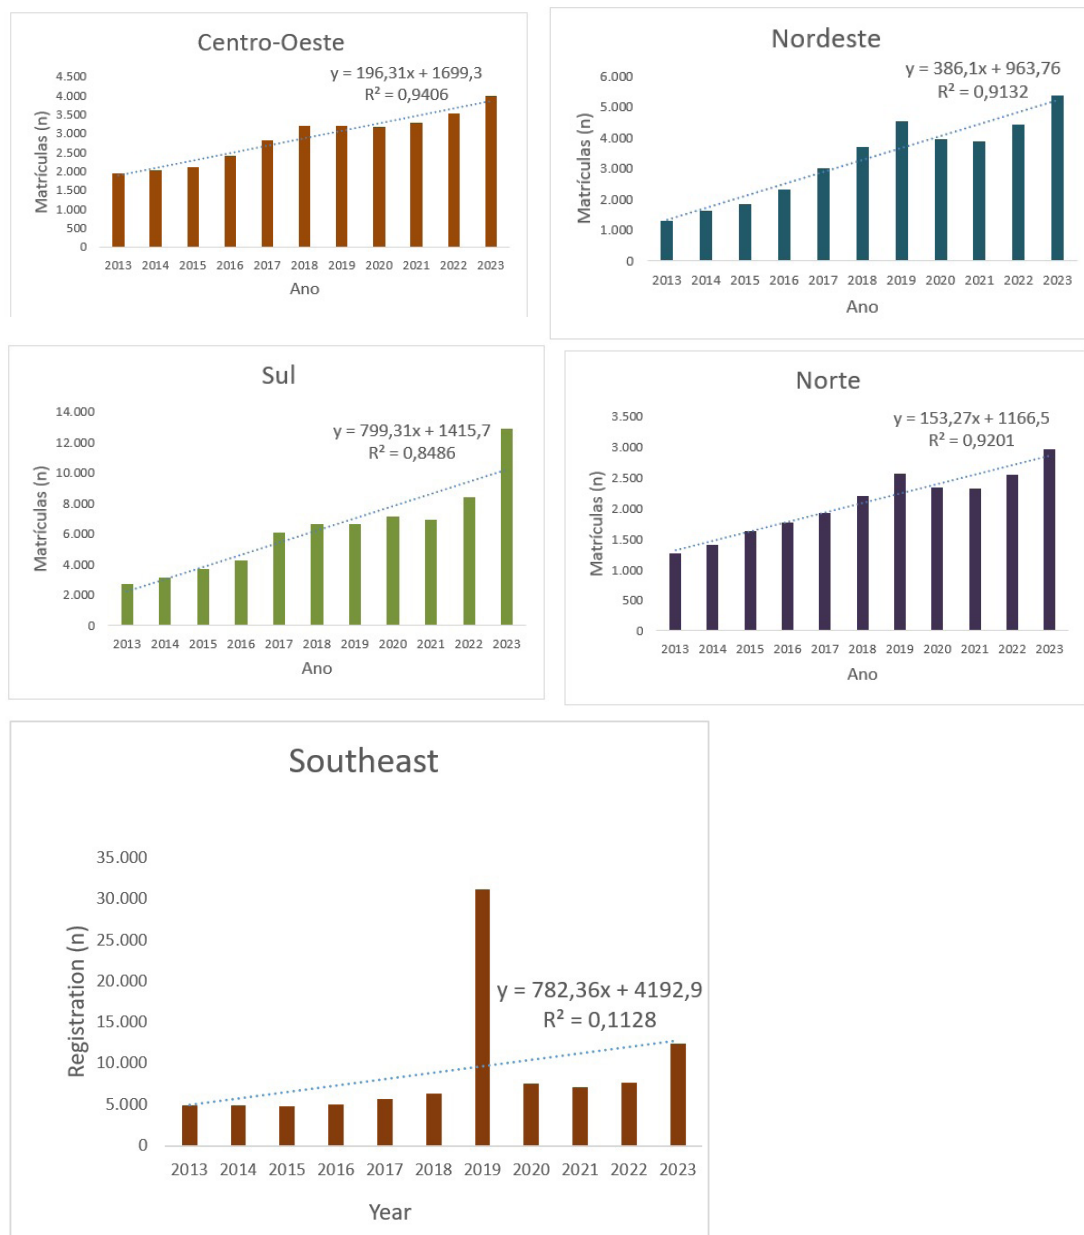 Centro-Oeste
y = 196,31x + 1699,3
R² = 0,9406
4.500
4.000
3.500
3.000
2.500
2.000
1.500
1.000
500
0
Matrículas (n)
2013 2014 2015 2016 2017 2018 2019 2020 2021 2022 2023
Ano
Nordeste
y = 386,1x + 963,76
R² = 0,9132
6.000
5.000
4.000
3.000
2.000
1.000
0
Matrículas (n)
2013 2014 2015 2016 2017 2018 2019 2020 2021 2022 2023
Ano
Sul
y = 799,31x + 1415,7
R² = 0,8486
14.000
12.000
10.000
8.000
6.000
4.000
2.000
0
Matrículas (n)
2013 2014 2015 2016 2017 2018 2019 2020 2021 2022 2023
Ano
Norte
y = 153,27x + 1166,5
R² = 0,9201
3.500
3.000
2.500
2.000
1.500
1.000
500
0
Matrículas (n)
2013 2014 2015 2016 2017 2018 2019 2020 2021 2022 2023
Ano
Southeast
35.000
30.000
25.000
20.000
15.000
10.000
5.000
0
Registration (n)
y = 782,36x + 4192,9
R² = 0,1128
2013 2014 2015 2016 2017 2018 2019 2020 2021 2022 2023
Year